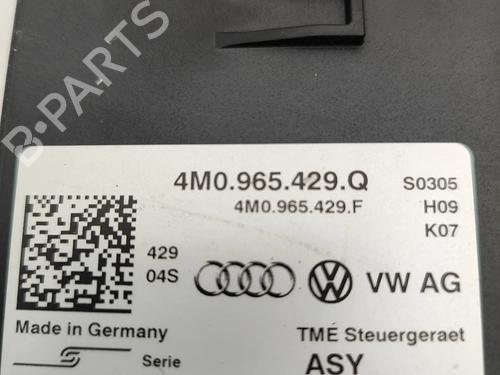 B-PARTS
4M0.965.429.Q S0305
4M0.965.429.F H09
K07
429
04S
VW AG
Made in Germany TME Steuergeraet
Serie ASY